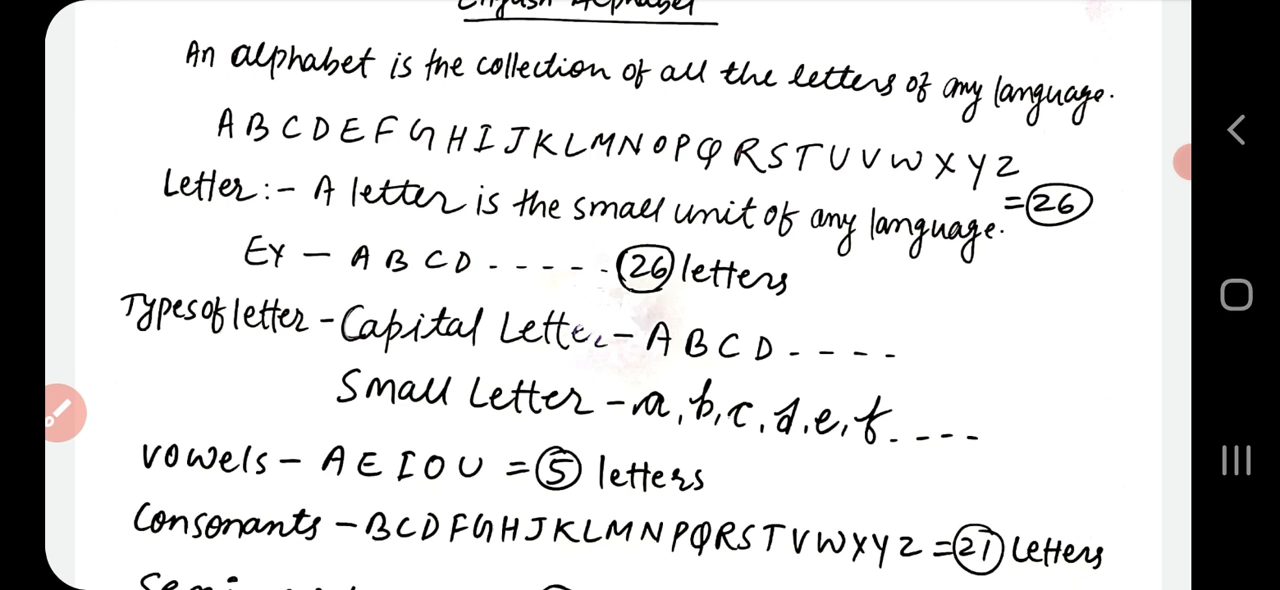 English Alphabet
An alphabet is the collection of all the letters of any language.
A B C D E F G H I J K L M N O P Q R S T U V W X Y Z
= 26
Letter :- A letter is the small unit of any language.
EX - A B C D ------ 26 letters
Types of letter - Capital Letter - A B C D ----
Small Letter - a, b, c, d, e, f. ----
Vowels - A E I O U = 5 letters
Consonants - B C D F G H J K L M N P Q R S T V W X Y Z = 21 Letters